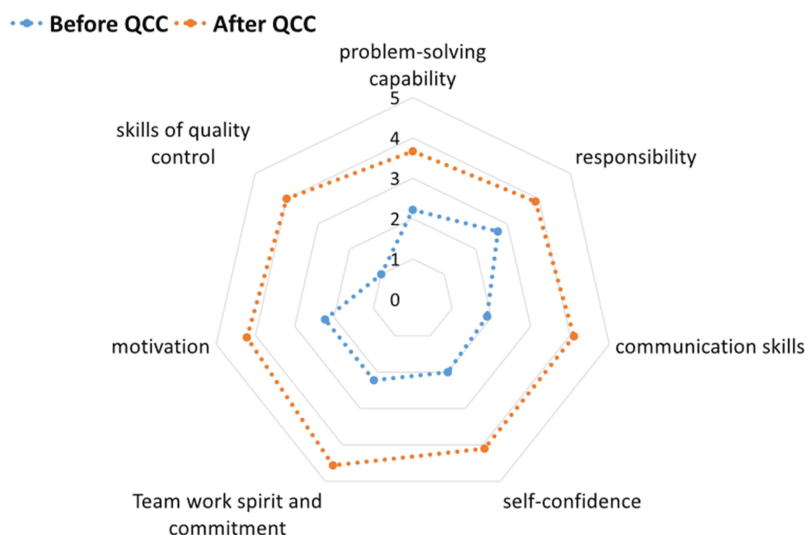 Before QCC After QCC
problem-solving
capability
5
skills of quality
control
responsibility
4
3
2
1
0
motivation
communication skills
Team work spirit and
commitment
self-confidence